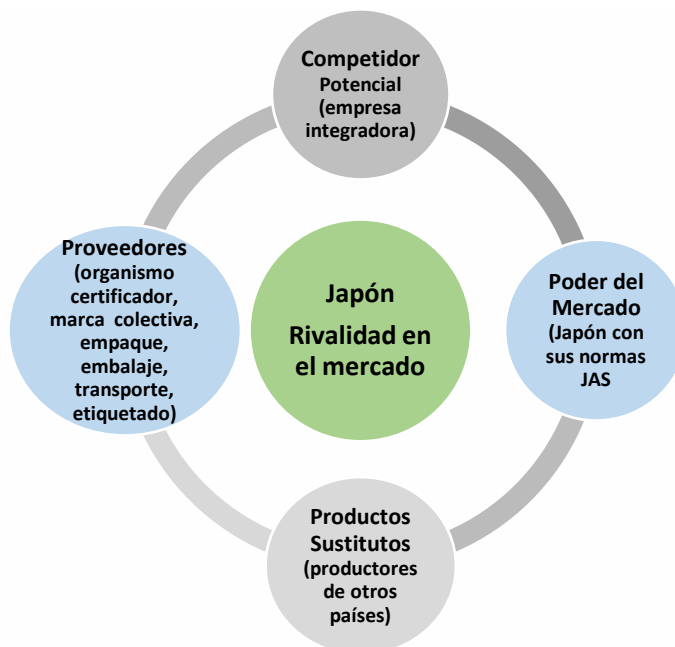 Competidor
Potencial
(empresa
integradora)
Proveedores
(organismo
certificador,
marca colectiva,
empaque,
embalaje,
transporte,
etiquetado)
Japón
Rivalidad en
el mercado
Poder del
Mercado
(Japón con
sus normas
JAS
Productos
Sustitutos
(productores
de otros
países)